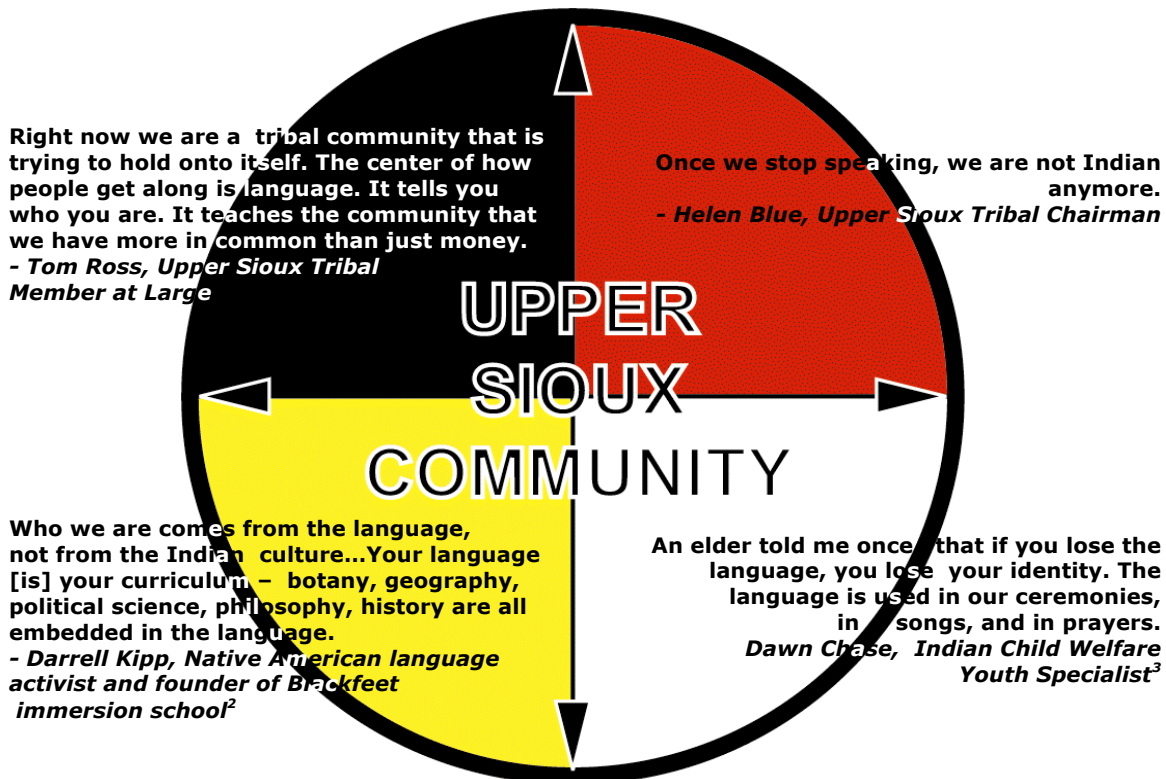 Right now we are a tribal community that is
trying to hold onto itself. The center of how
people get along is language. It tells you
who you are. It teaches the community that
we have more in common than just money.
- Tom Ross, Upper Sioux Tribal
Member at Large
Once we stop speaking, we are not Indian
anymore.
- Helen Blue, Upper Sioux Tribal Chairman
UPPER
SIOUX
COMMUNITY
Who we are comes from the language,
not from the Indian culture...Your language
[is] your curriculum – botany, geography,
political science, philosophy, history are all
embedded in the language.
- Darrell Kipp, Native American language
activist and founder of Blackfeet
immersion school²
An elder told me once, that if you lose the
language, you lose your identity. The
language is used in our ceremonies,
in songs, and in prayers.
Dawn Chase, Indian Child Welfare
Youth Specialist³